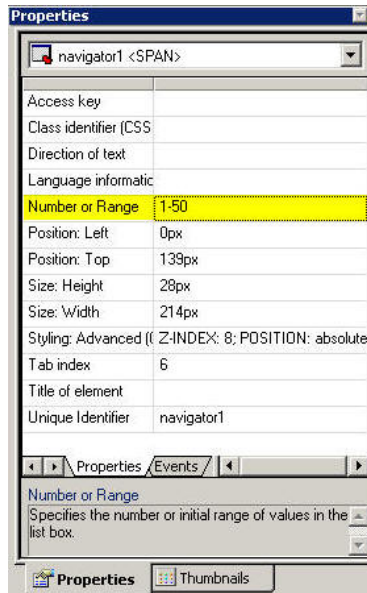 Properties
navigator1 <SPAN>
Access key
Class identifier (CSS
Direction of text
Language informatic
Number or Range 1-50
Position: Left 0px
Position: Top 139px
Size: Height 28px
Size: Width 214px
Styling: Advanced (( Z-INDEX: 8; POSITION: absolute
Tab index 6
Title of element
Unique Identifier navigator1
Properties Events
Number or Range
Specifies the number or initial range of values in the
list box.
Properties Thumbnails